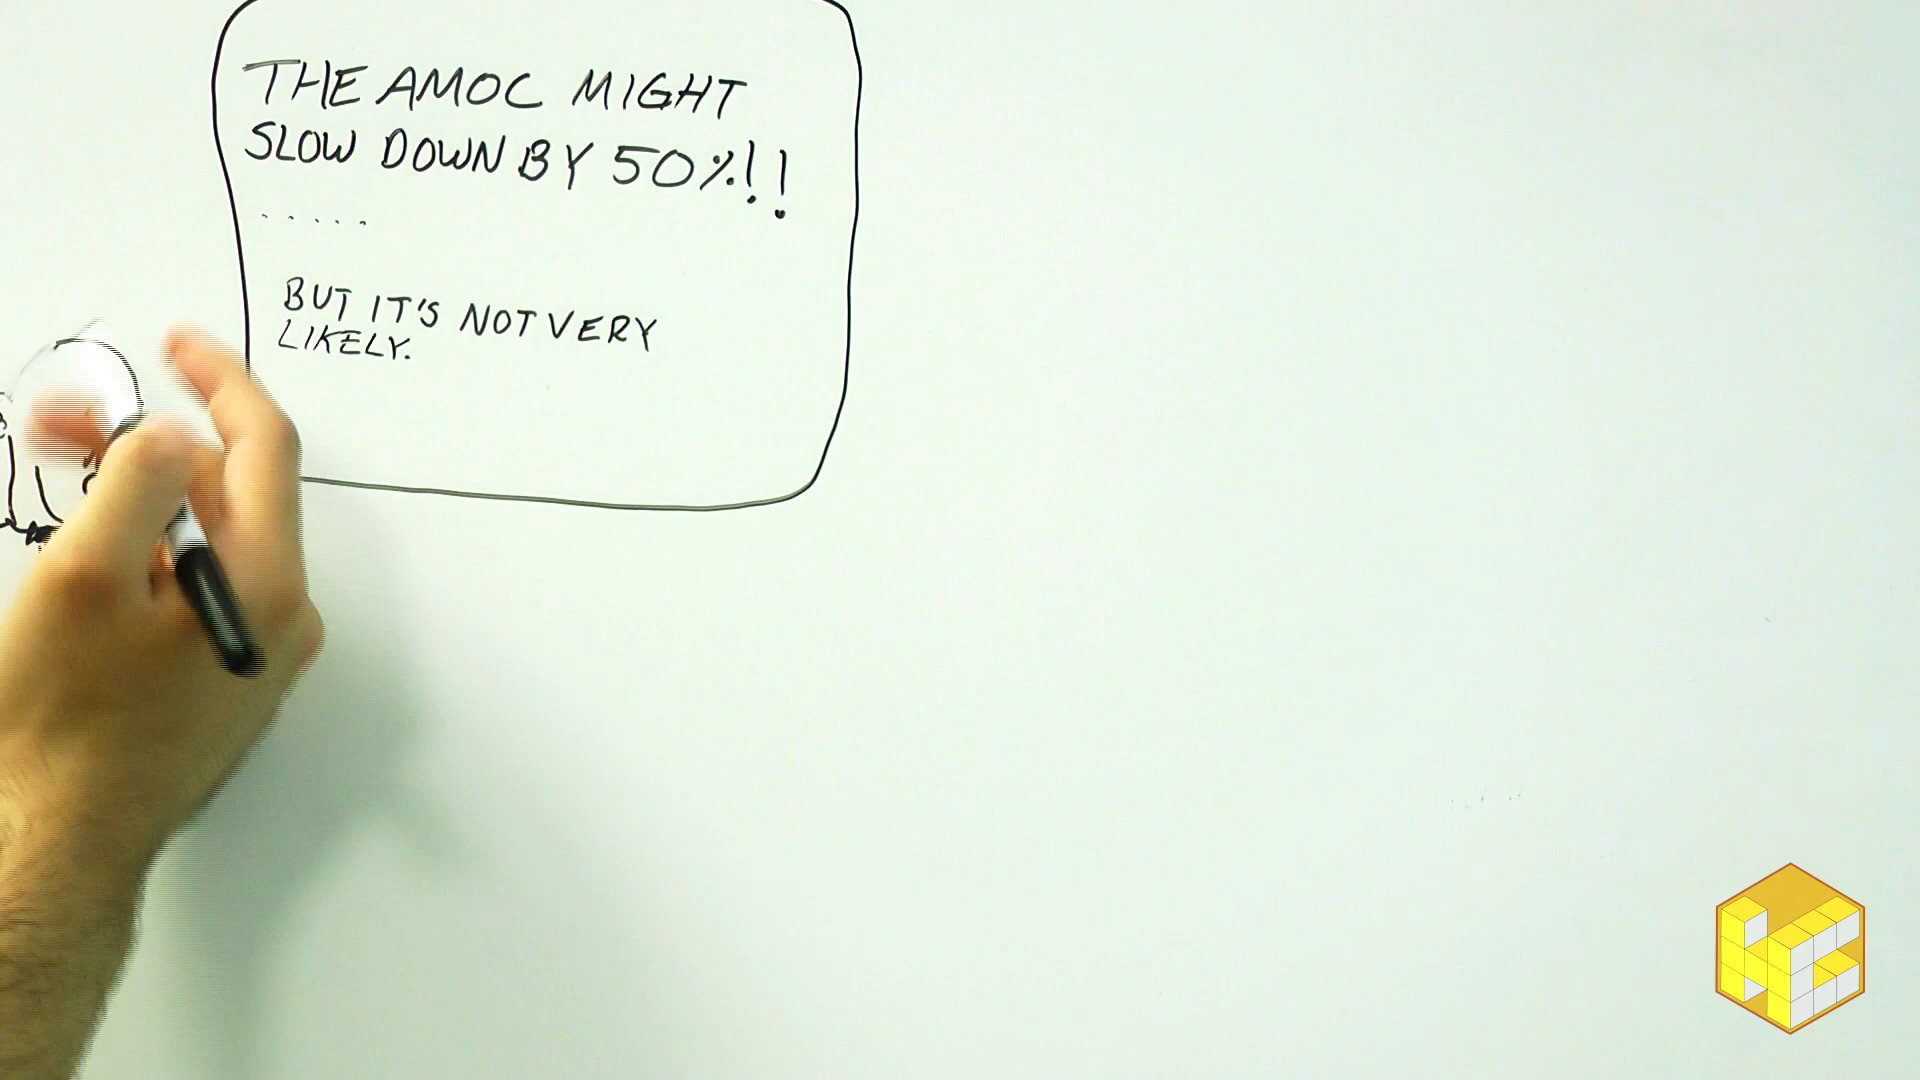 THE AMOC MIGHT
SLOW DOWN BY 50%!!
.....
BUT IT'S NOT VERY
LIKELY.